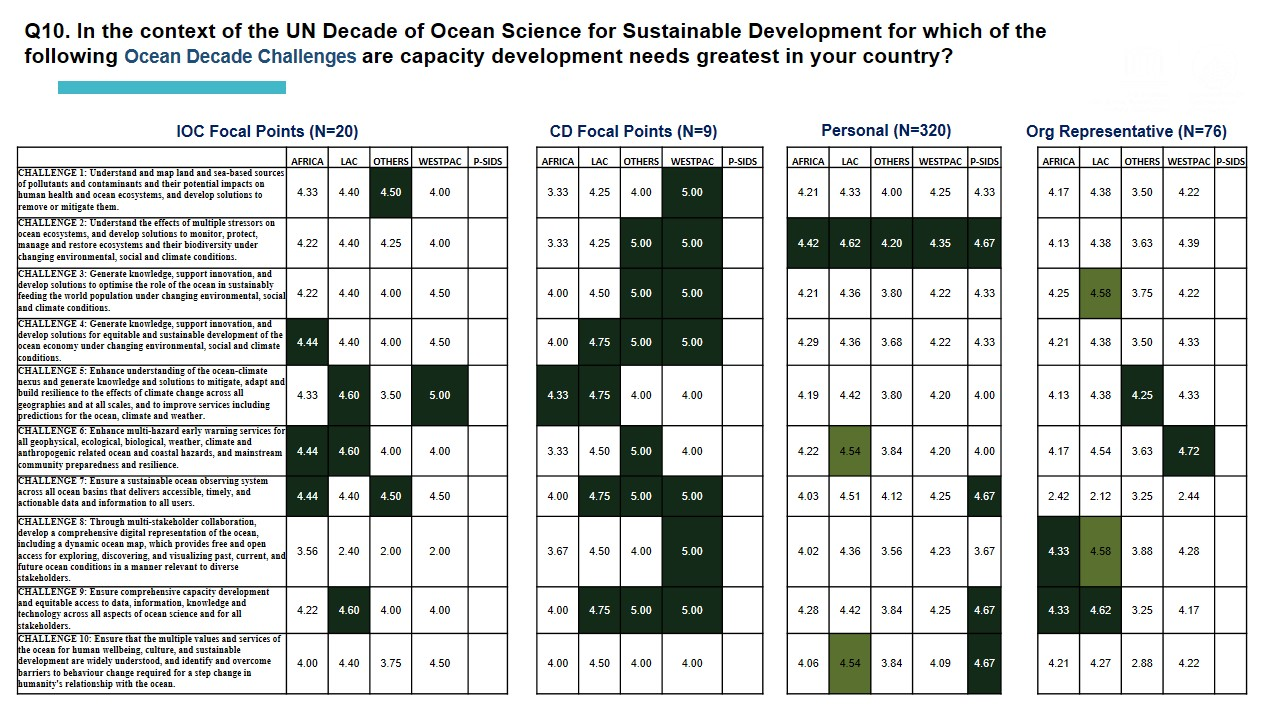 Q10. In the context of the UN Decade of Ocean Science for Sustainable Development for which of the
following Ocean Decade Challenges are capacity development needs greatest in your country?
IOC Focal Points (N=20)
CD Focal Points (N=9)
Personal (N=320)
Org Representative (N=76)
AFRICA LAC OTHERS WESTPAC P-SIDS AFRICA LAC OTHERS WESTPAC P-SIDS AFRICA LAC OTHERS WESTPAC P-SIDS AFRICA LAC OTHERS WESTPAC P-SIDS
CHALLENGE 1: Understand and map land and sea-based sources
of pollutants and contaminants and their potential impacts on
human health and ocean ecosystems, and develop solutions to
remove or mitigate them.
4.33 4.40 4.50 4.00 3.33 4.25 4.00 5.00 4.21 4.33 4.00 4.25 4.33 4.17 4.38 3.50 4.22
CHALLENGE 2: Understand the effects of multiple stressors on
ocean ecosystems, and develop solutions to monitor, protect,
manage and restore ecosystems and their biodiversity under
changing environmental, social and climate conditions.
4.22 4.40 4.25 4.00 3.33 4.25 5.00 5.00 4.42 4.62 4.20 4.35 4.67 4.13 4.38 3.63 4.39
CHALLENGE 3: Generate knowledge, support innovation, and
develop solutions to optimise the role of the ocean in sustainably
feeding the world population under changing environmental, social
and climate conditions.
4.22 4.40 4.00 4.50 4.00 4.50 5.00 5.00 4.21 4.36 3.80 4.22 4.33 4.25 4.58 3.75 4.22
CHALLENGE 4: Generate knowledge, support innovation, and
develop solutions for equitable and sustainable development of the
ocean economy under changing environmental, social and climate
conditions.
4.44 4.40 4.00 4.50 4.00 4.75 5.00 5.00 4.29 4.36 3.68 4.22 4.33 4.21 4.38 3.50 4.33
CHALLENGE 5: Enhance understanding of the ocean-climate
nexus and generate knowledge and solutions to mitigate, adapt and
build resilience to the effects of climate change across all
geographies and at all scales, and to improve services including
predictions for the ocean, climate and weather.
4.33 4.60 3.50 5.00 4.33 4.75 4.00 4.00 4.19 4.42 3.80 4.20 4.00 4.13 4.38 4.25 4.33
CHALLENGE 6: Enhance multi-hazard early warning services for
all geophysical, ecological, biological, weather, climate and
anthropogenic related ocean and coastal hazards, and mainstream
community preparedness and resilience.
4.44 4.60 4.00 4.00 3.33 4.50 5.00 4.00 4.22 4.54 3.84 4.20 4.00 4.17 4.54 3.63 4.72
CHALLENGE 7: Ensure a sustainable ocean observing system
across all ocean basins that delivers accessible, timely, and
actionable data and information to all users.
4.44 4.40 4.50 4.50 4.00 4.75 5.00 5.00 4.03 4.51 4.12 4.25 4.67 2.42 2.12 3.25 2.44
CHALLENGE 8: Through multi-stakeholder collaboration,
develop a comprehensive digital representation of the ocean,
including a dynamic ocean map, which provides free and open
access for exploring, discovering, and visualizing past, current, and
future ocean conditions in a manner relevant to diverse
stakeholders.
3.56 2.40 2.00 2.00 3.67 4.50 4.00 5.00 4.02 4.36 3.56 4.23 3.67 4.33 4.58 3.88 4.28
CHALLENGE 9: Ensure comprehensive capacity development
and equitable access to data, information, knowledge and
technology across all aspects of ocean science and for all
stakeholders.
4.22 4.60 4.00 4.00 4.00 4.75 5.00 5.00 4.28 4.42 3.84 4.25 4.67 4.33 4.62 3.25 4.17
CHALLENGE 10: Ensure that the multiple values and services of
the ocean for human wellbeing, culture, and sustainable
development are widely understood, and identify and overcome
barriers to behaviour change required for a step change in
humanity's relationship with the ocean.
4.00 4.40 3.75 4.50 4.00 4.50 4.00 4.00 4.06 4.54 3.84 4.09 4.67 4.21 4.27 2.88 4.22